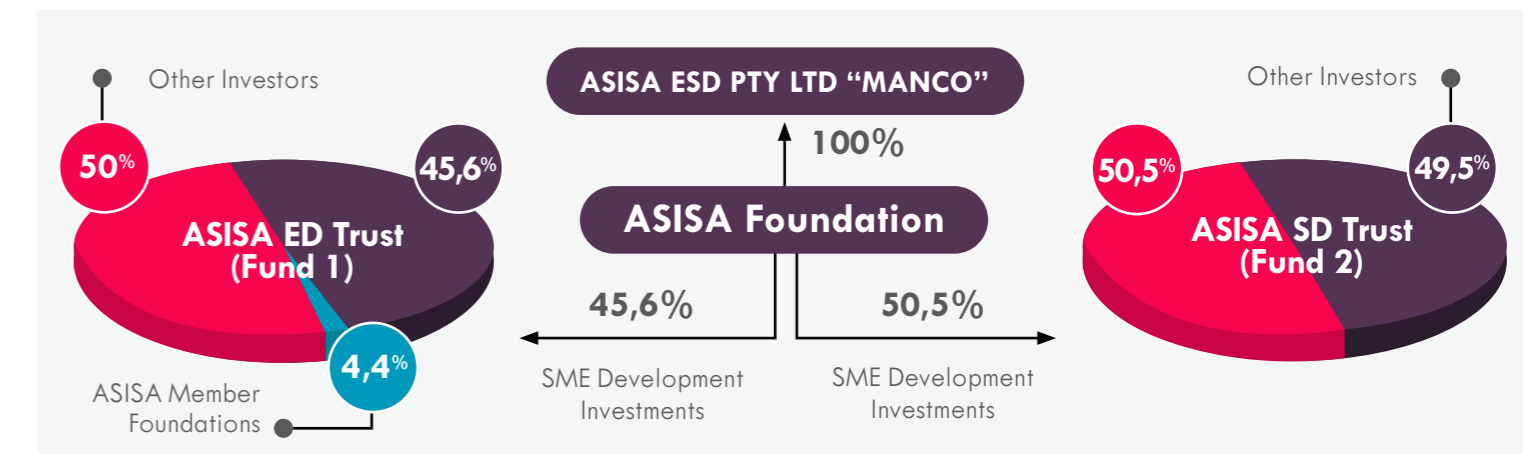 Other Investors
50%
45,6%
ASISA ED Trust
(Fund 1)
4,4%
ASISA Member
Foundations
ASISA ESD PTY LTD “MANCO”
100%
ASISA Foundation
45,6%
50,5%
SME Development
Investments
SME Development
Investments
Other Investors
50,5%
49,5%
ASISA SD Trust
(Fund 2)